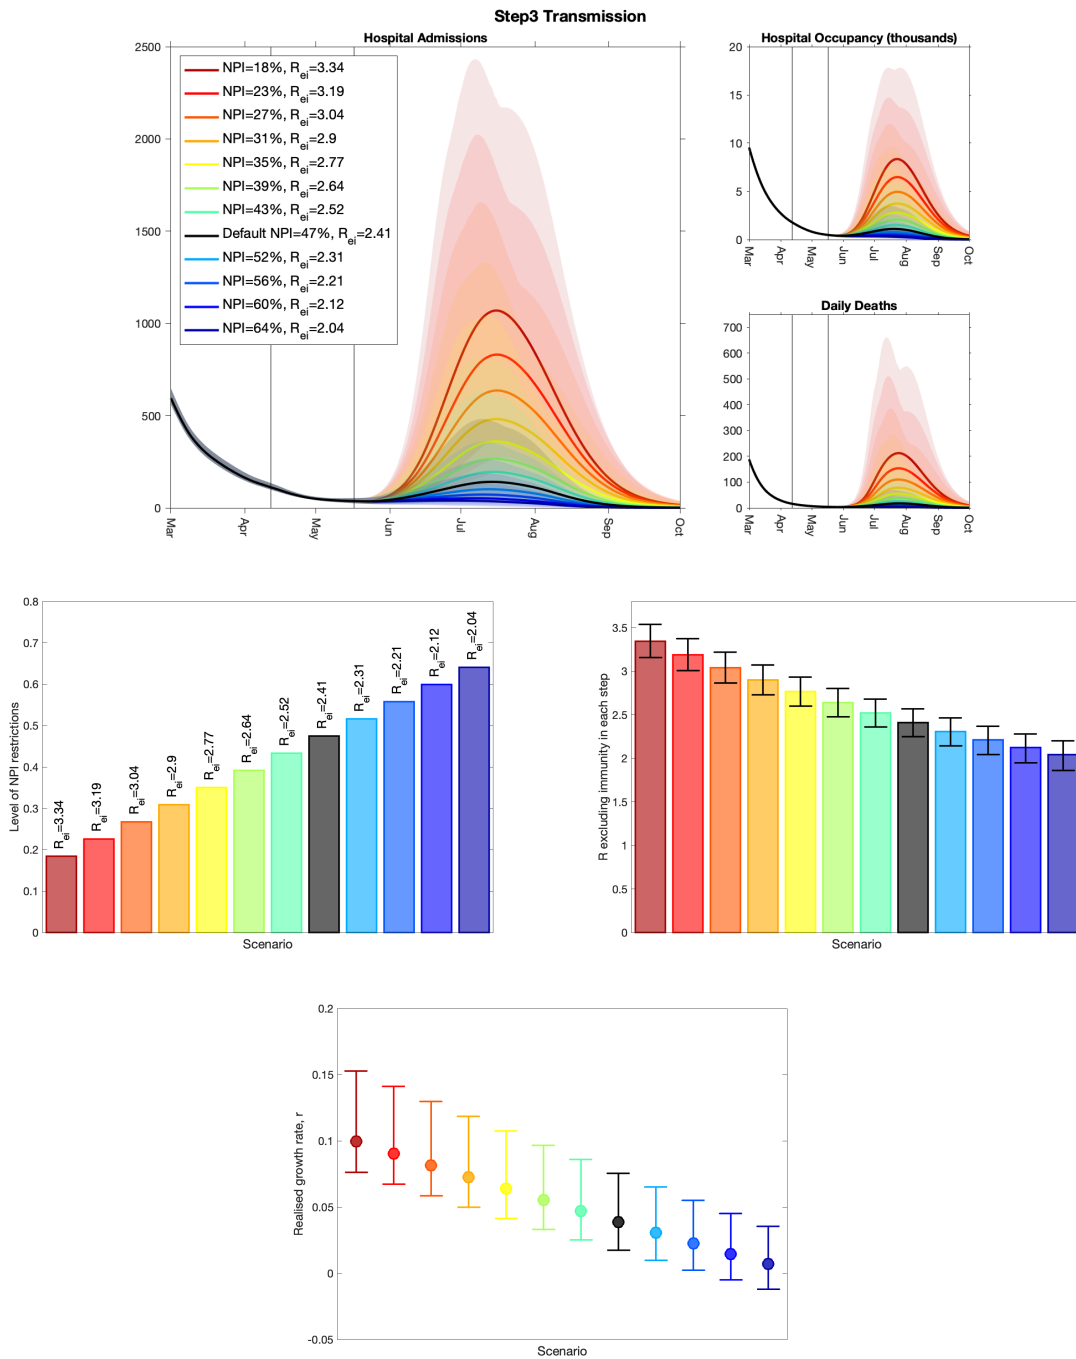 Step3 Transmission
Hospital Admissions
2500
2000
1500
1000
500
0
NPI=18%, Rei=3.34
NPI=23%, Rei=3.19
NPI=27%, Rei=3.04
NPI=31%, Rei=2.9
NPI=35%, Rei=2.77
NPI=39%, Rei=2.64
NPI=43%, Rei=2.52
Default NPI=47%, Rei=2.41
NPI=52%, Rei=2.31
NPI=56%, Rei=2.21
NPI=60%, Rei=2.12
NPI=64%, Rei=2.04
Mar Apr May Jun Jul Aug Sep Oct
Hospital Occupancy (thousands)
20
15
10
5
0
Mar Apr May Jun Jul Aug Sep Oct
Daily Deaths
700
600
500
400
300
200
100
0
Mar Apr May Jun Jul Aug Sep Oct
Level of NPI restrictions
0.8
0.7
0.6
0.5
0.4
0.3
0.2
0.1
0
Rei=3.34
Rei=3.19
Rei=3.04
Rei=2.9
Rei=2.77
Rei=2.64
Rei=2.52
Rei=2.41
Rei=2.31
Rei=2.21
Rei=2.12
Rei=2.04
Scenario
R excluding immunity in each step
3.5
3
2.5
2
1.5
1
0.5
0
Scenario
Realised growth rate, r
0.2
0.15
0.1
0.05
0
-0.05
Scenario